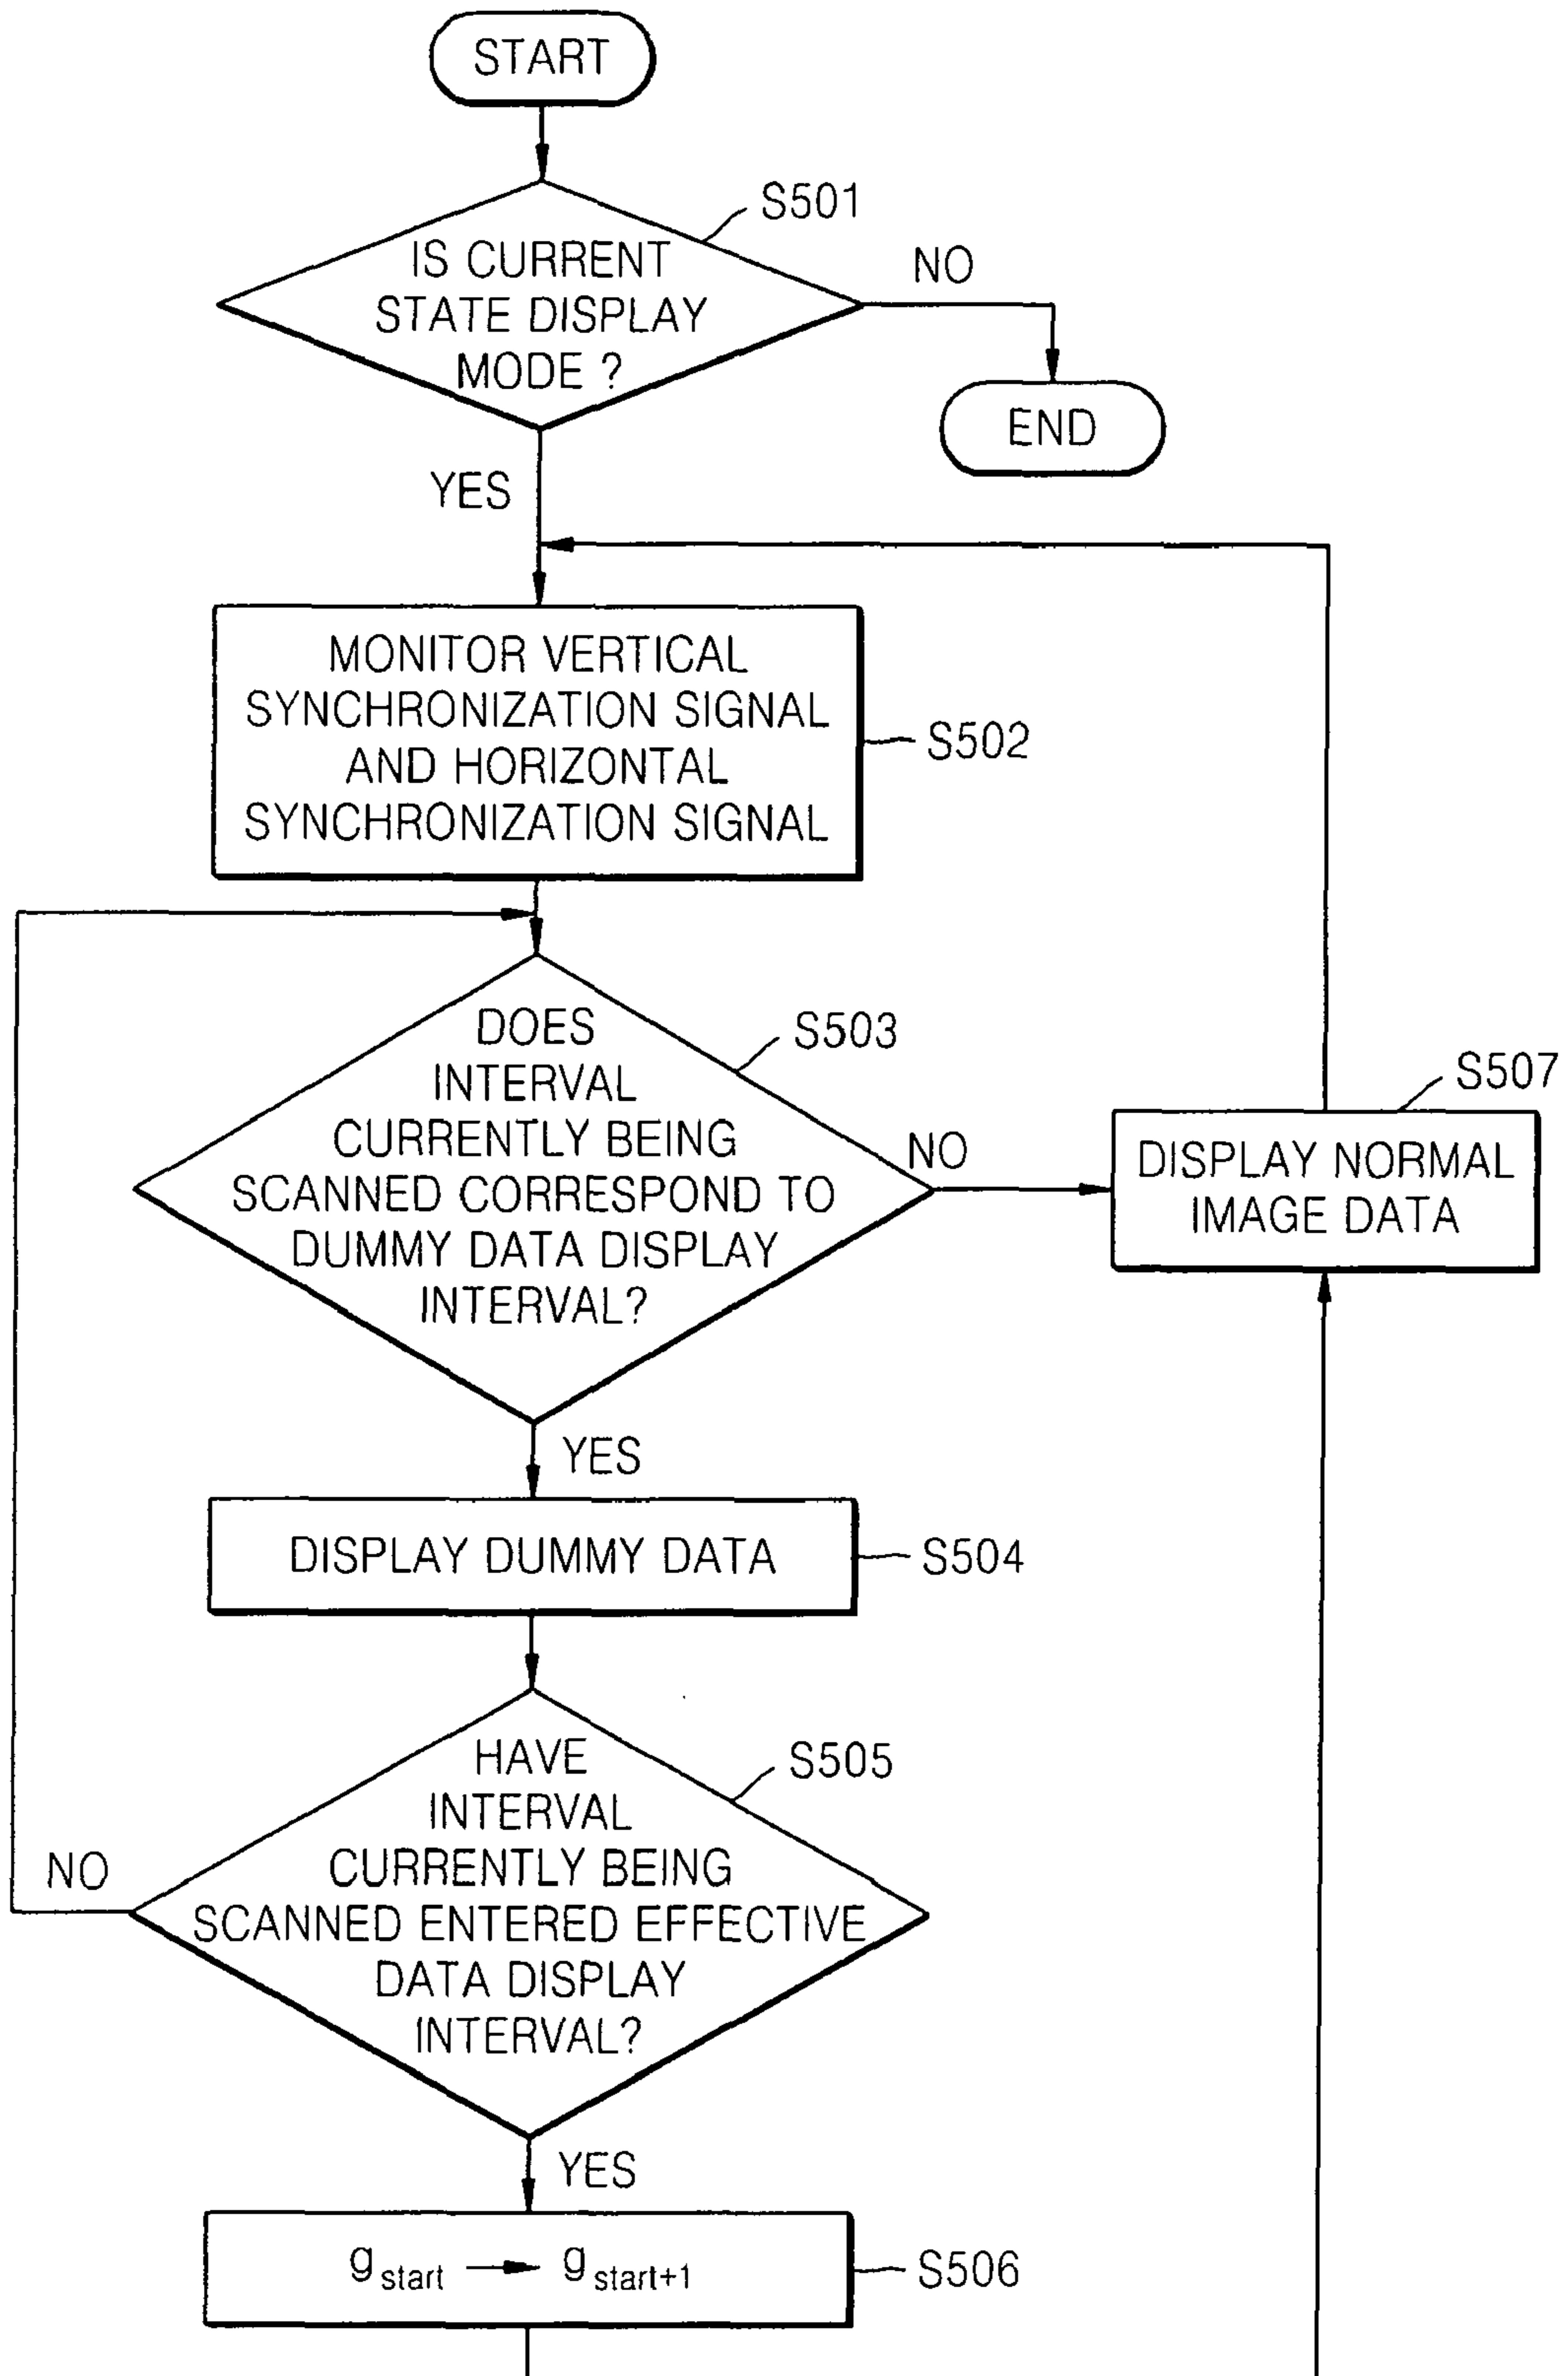 START
S501
IS CURRENT
STATE DISPLAY
MODE ?
NO
END
YES
MONITOR VERTICAL
SYNCHRONIZATION SIGNAL
AND HORIZONTAL
SYNCHRONIZATION SIGNAL
S502
DOES
INTERVAL
CURRENTLY BEING
SCANNED CORRESPOND TO
DUMMY DATA DISPLAY
INTERVAL?
S503
NO
S507
DISPLAY NORMAL
IMAGE DATA
YES
DISPLAY DUMMY DATA
S504
HAVE
INTERVAL
CURRENTLY BEING
SCANNED ENTERED EFFECTIVE
DATA DISPLAY
INTERVAL?
S505
NO
YES
g start → g start+1
S506